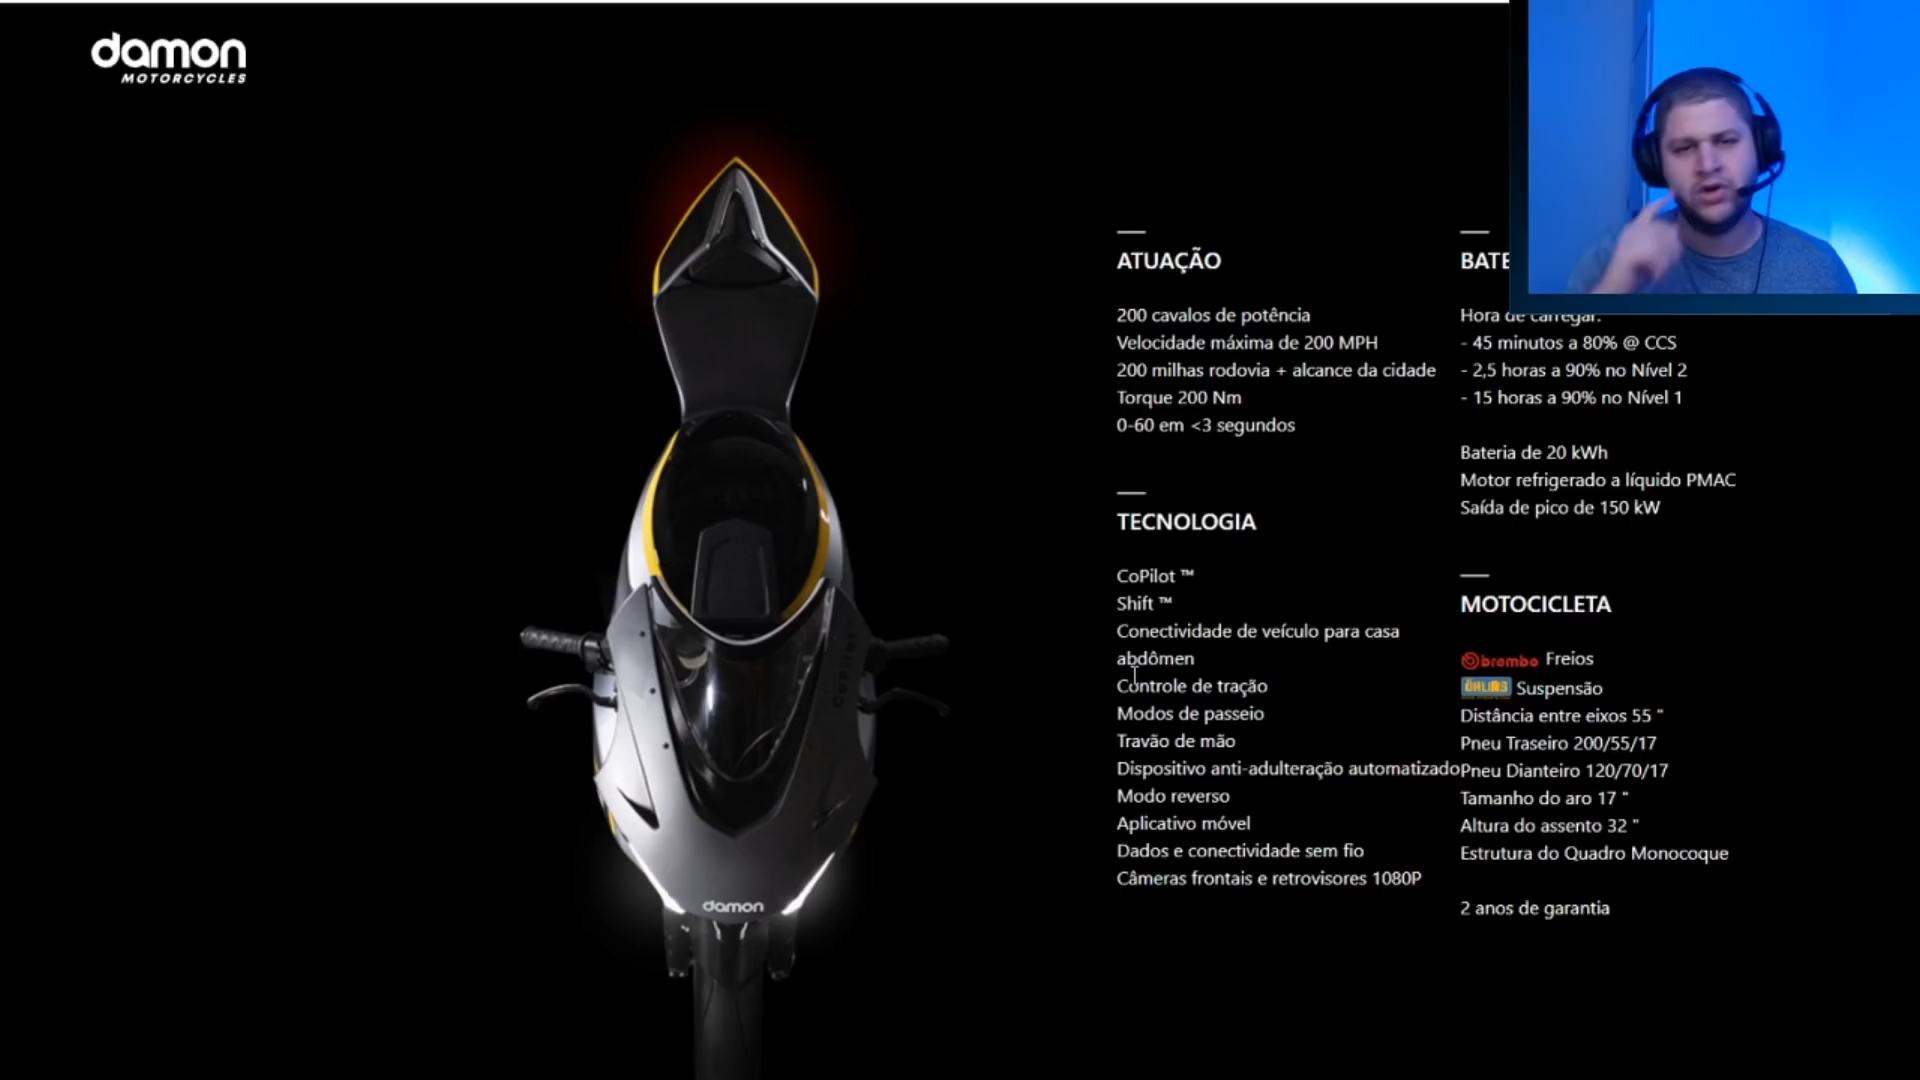 damon
MOTORCYCLES
ATUAÇÃO
200 cavalos de potência
Velocidade máxima de 200 MPH
200 milhas rodovia + alcance da cidade
Torque 200 Nm
0-60 em <3 segundos
TECNOLOGIA
CoPilot ™
Shift ™
Conectividade de veículo para casa
abdômen
Controle de tração
Modos de passeio
Travão de mão
Dispositivo anti-adulteração automatizado
Modo reverso
Aplicativo móvel
Dados e conectividade sem fio
Câmeras frontais e retrovisores 1080P
BATE
Hora de carregar:
- 45 minutos a 80% @ CCS
- 2,5 horas a 90% no Nível 2
- 15 horas a 90% no Nível 1
Bateria de 20 kWh
Motor refrigerado a líquido PMAC
Saída de pico de 150 kW
MOTOCICLETA
brembo Freios
ÖHLINS Suspensão
Distância entre eixos 55 "
Pneu Traseiro 200/55/17
Pneu Dianteiro 120/70/17
Tamanho do aro 17 "
Altura do assento 32 "
Estrutura do Quadro Monocoque
2 anos de garantia
CoPilot
damon